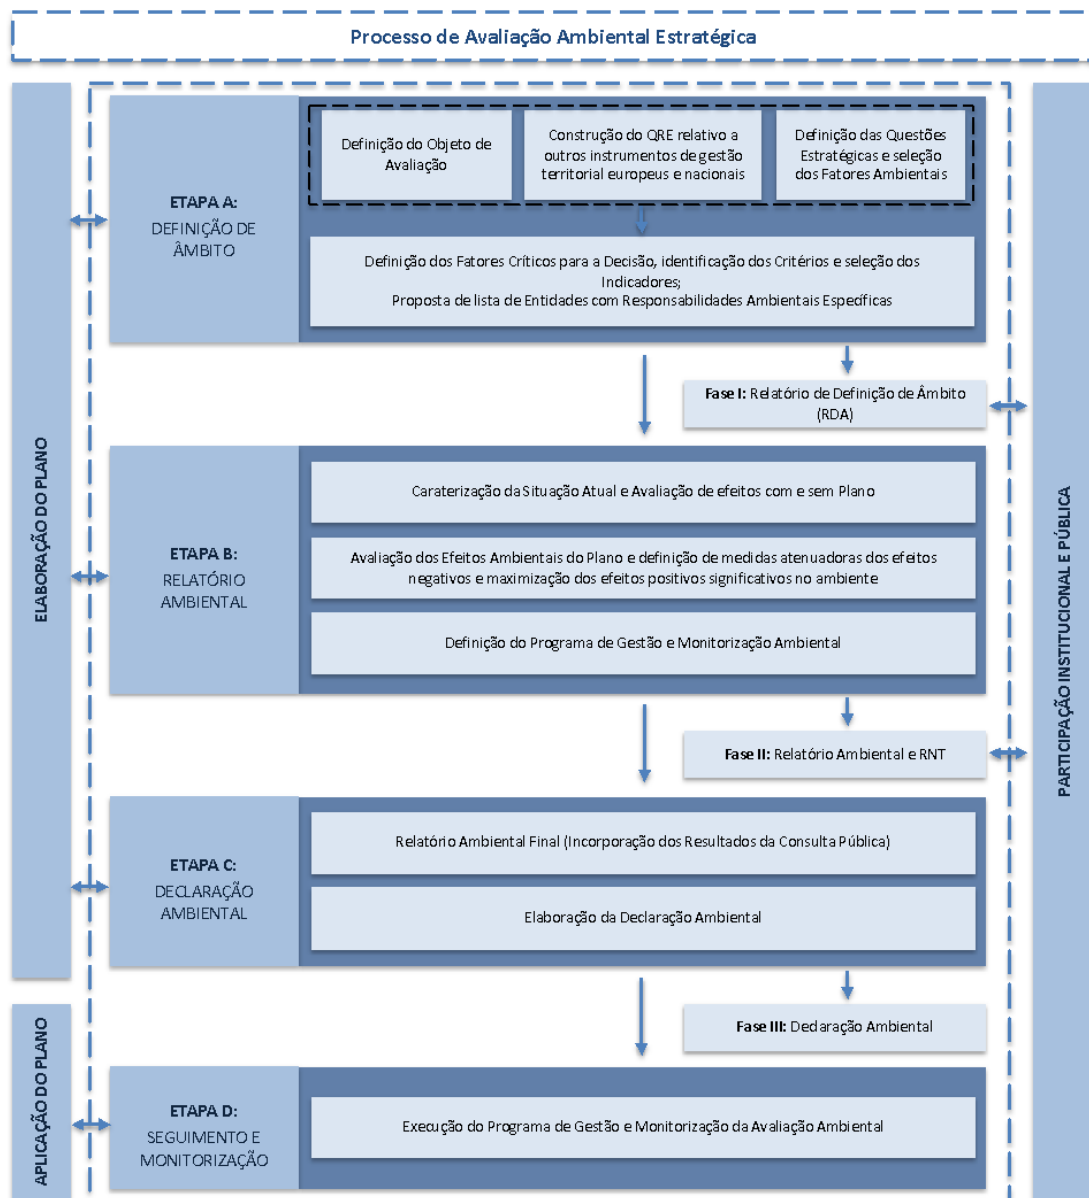 Processo de Avaliação Ambiental Estratégica
ELABORAÇÃO DO PLANO
APLICAÇÃO DO PLANO
PARTICIPAÇÃO INSTITUCIONAL E PÚBLICA
ETAPA A:
DEFINIÇÃO DE
ÂMBITO
Definição do Objeto de
Avaliação
Construção do QRE relativo a
outros instrumentos de gestão
territorial europeus e nacionais
Definição das Questões
Estratégicas e seleção
dos Fatores Ambientais
Definição dos Fatores Críticos para a Decisão, identificação dos Critérios e seleção dos
Indicadores;
Proposta de lista de Entidades com Responsabilidades Ambientais Específicas
Fase I: Relatório de Definição de Âmbito
(RDA)
ETAPA B:
RELATÓRIO
AMBIENTAL
Caraterização da Situação Atual e Avaliação de efeitos com e sem Plano
Avaliação dos Efeitos Ambientais do Plano e definição de medidas atenuadoras dos efeitos
negativos e maximização dos efeitos positivos significativos no ambiente
Definição do Programa de Gestão e Monitorização Ambiental
Fase II: Relatório Ambiental e RNT
ETAPA C:
DECLARAÇÃO
AMBIENTAL
Relatório Ambiental Final (Incorporação dos Resultados da Consulta Pública)
Elaboração da Declaração Ambiental
Fase III: Declaração Ambiental
ETAPA D:
SEGUIMENTO E
MONITORIZAÇÃO
Execução do Programa de Gestão e Monitorização da Avaliação Ambiental